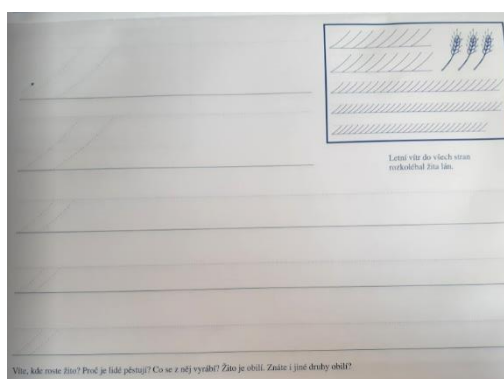 Letní vítr do všech stran
rozkolébal žita lán.
Víte, kde roste žito? Proč je lidé pěstují? Co se z něj vyrábí? Žito je obilí. Znáte i jiné druhy obilí?